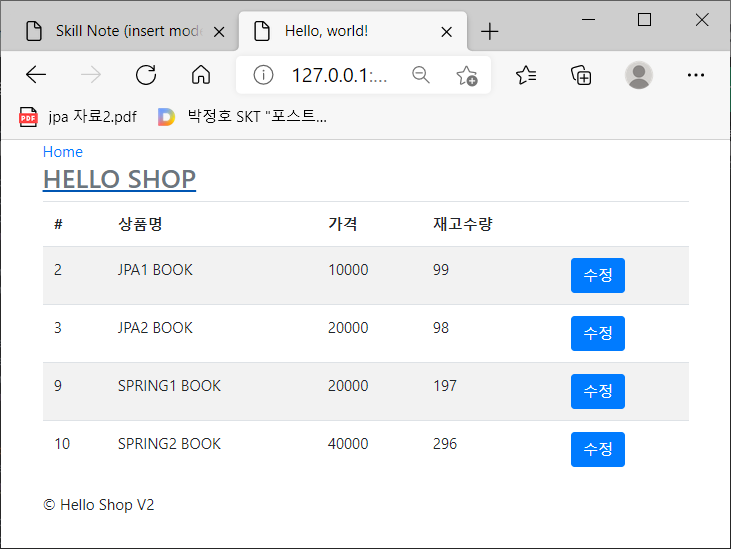 Skill Note (insert mode
Hello, world!
127.0.0.1:...
PDF jpa 자료2.pdf
D 박정호 SKT "포스트...
Home
HELLO SHOP
# 상품명 가격 재고수량
2 JPA1 BOOK 10000 99 수정
3 JPA2 BOOK 20000 98 수정
9 SPRING1 BOOK 20000 197 수정
10 SPRING2 BOOK 40000 296 수정
© Hello Shop V2